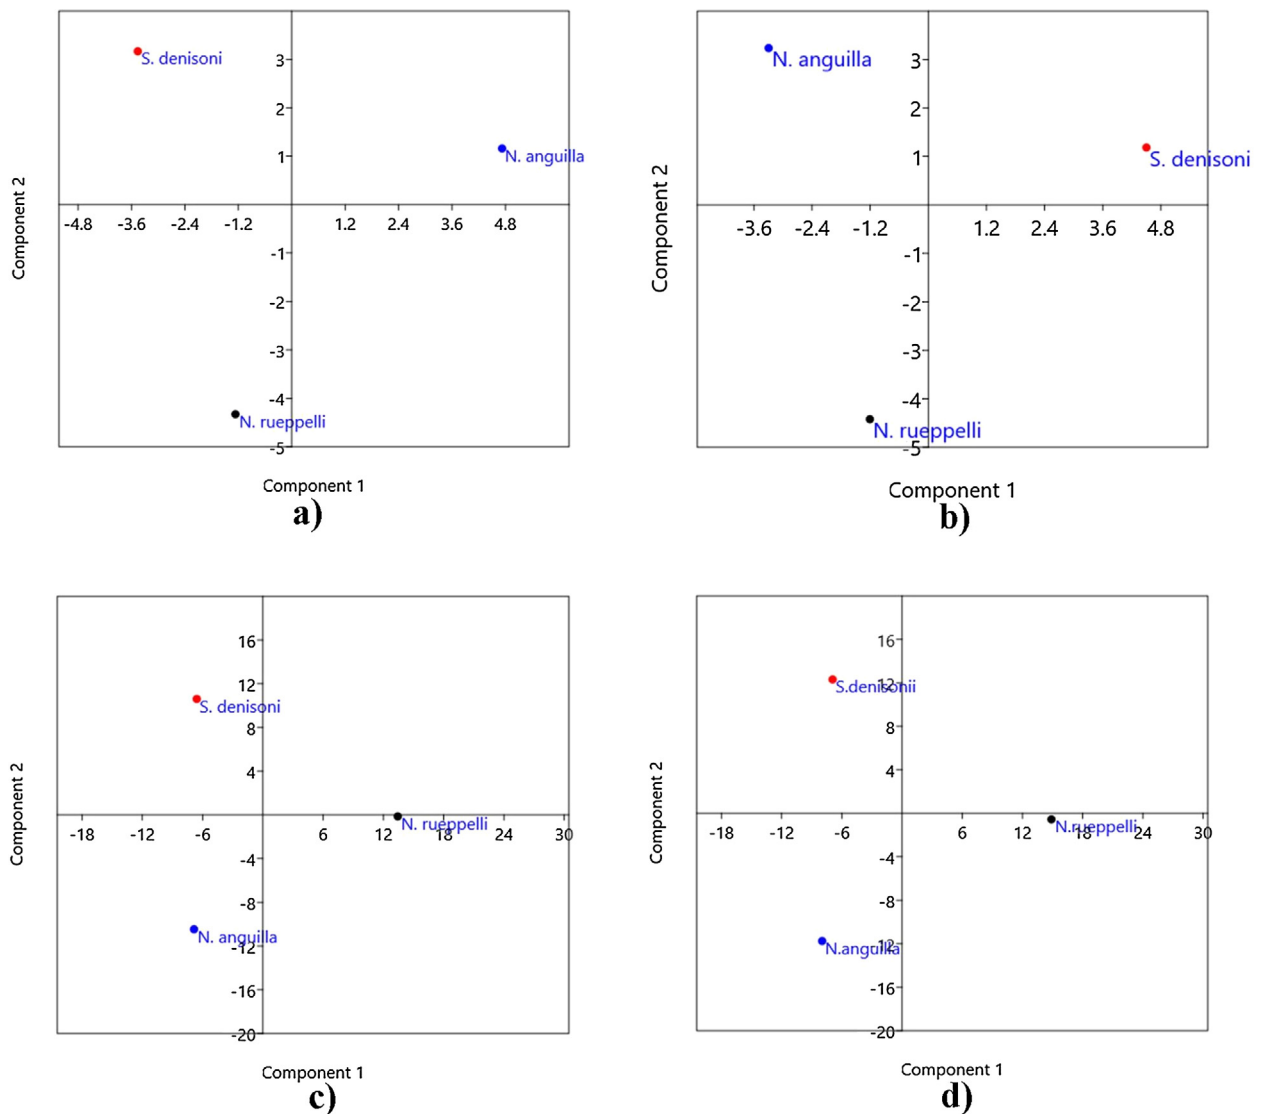 S. denisoni
3
2
1
N. anguilla
-4.8 -3.6 -2.4 -1.2 1.2 2.4 3.6 4.8
-1
-2
-3
-4
N. rueppelli
-5
Component 2
Component 1
a)
N. anguilla
3
2
1
S. denisoni
-3.6 -2.4 -1.2 1.2 2.4 3.6 4.8
-1
-2
-3
-4
N. rueppelli
-5
Component 2
Component 1
b)
16
12
S. denisoni
8
4
N. rueppelli
-18 -12 -6 6 12 18 24 30
-4
-8
N. anguilla
-12
-16
-20
Component 2
Component 1
c)
16
S.denisonii
12
8
4
N.rueppelli
-18 -12 -6 6 12 18 24 30
-4
-8
N.anguilla
-12
-16
-20
Component 2
Component 1
d)